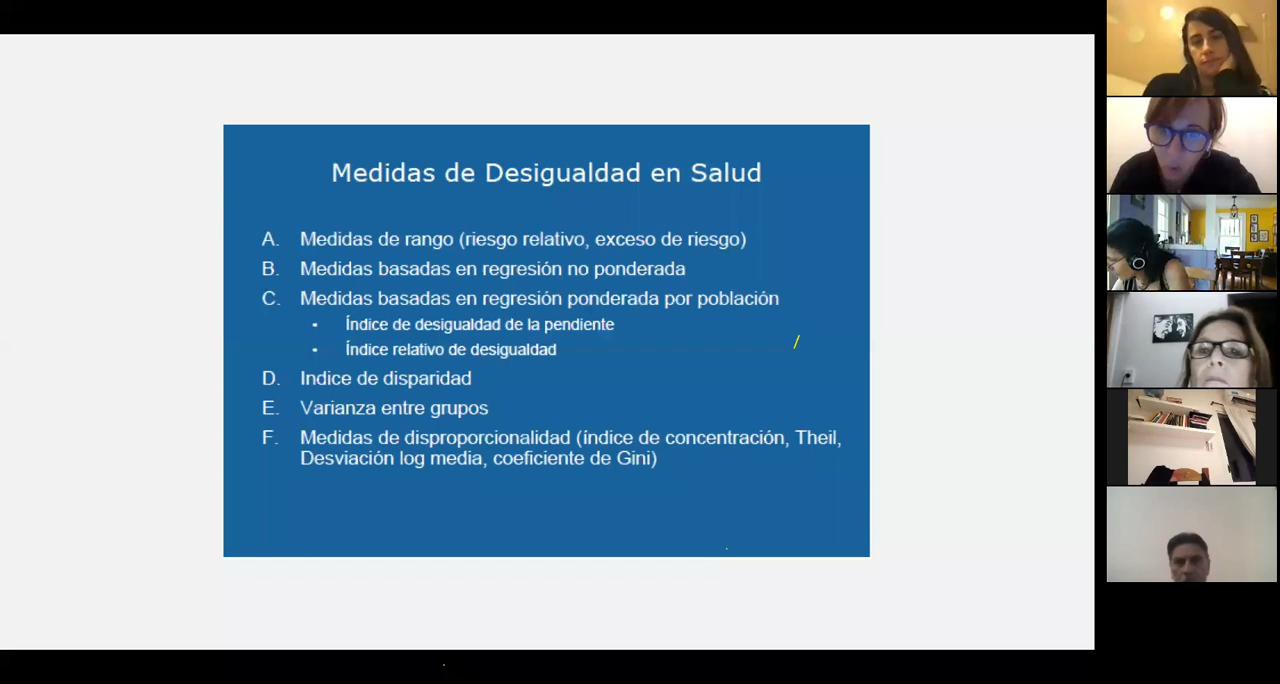 Medidas de Desigualdad en Salud
A. Medidas de rango (riesgo relativo, exceso de riesgo)
B. Medidas basadas en regresión no ponderada
C. Medidas basadas en regresión ponderada por población
• Índice de desigualdad de la pendiente
• Índice relativo de desigualdad
D. Indice de disparidad
E. Varianza entre grupos
F. Medidas de disproporcionalidad (índice de concentración, Theil,
Desviación log media, coeficiente de Gini)